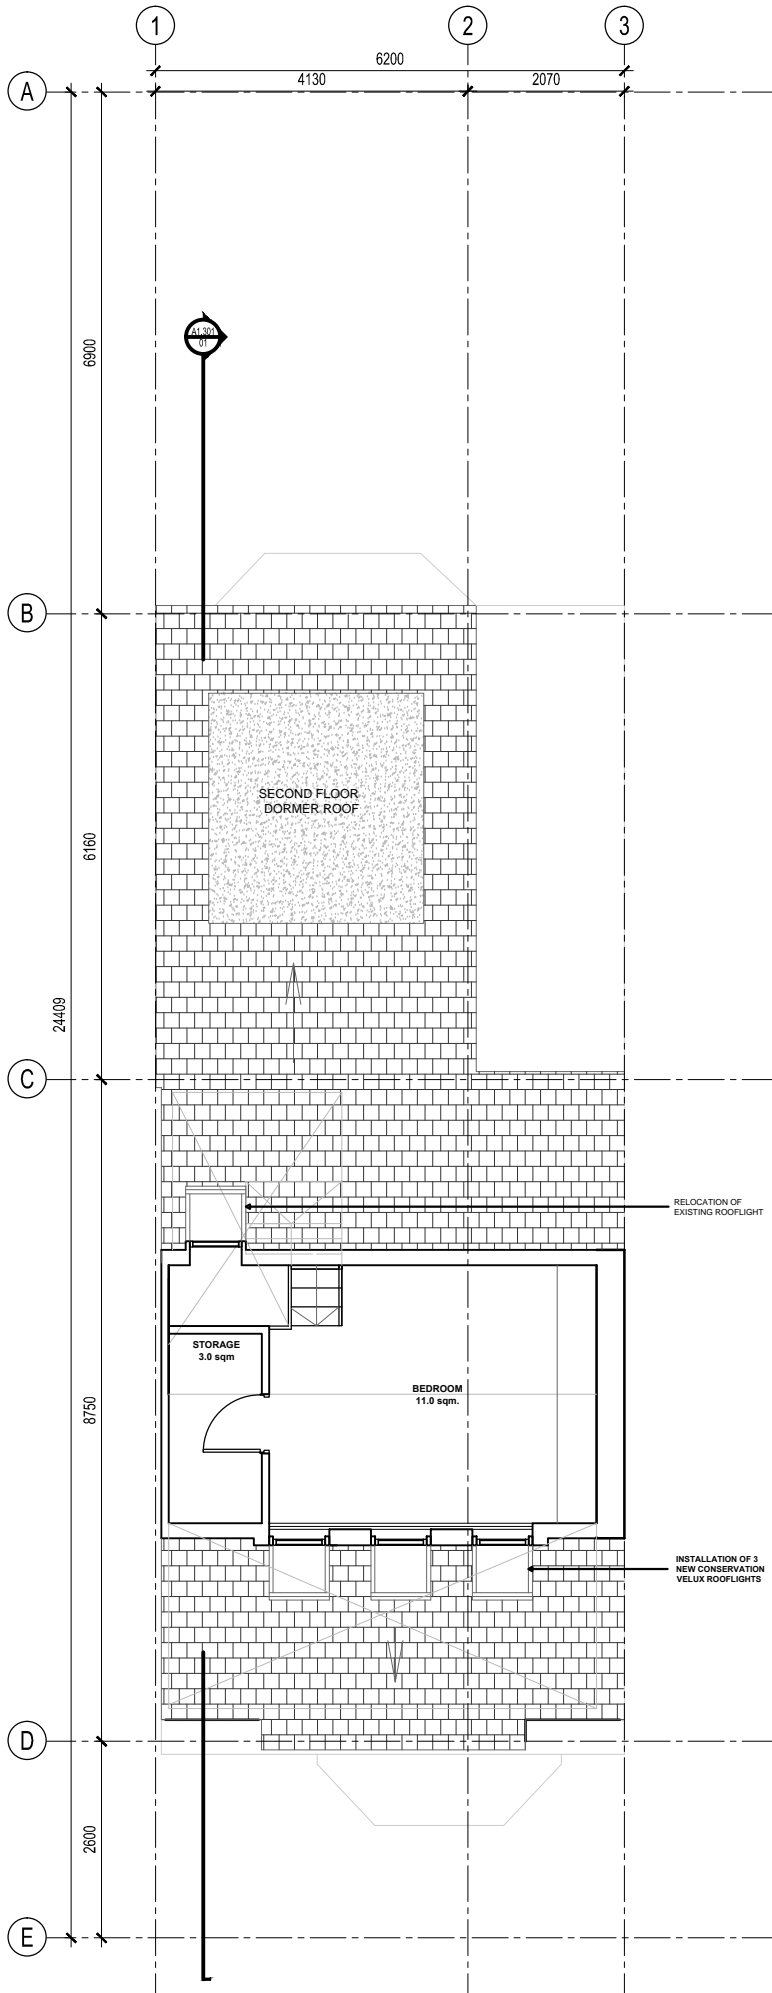 1
2
3
6200
4130
2070
A
6900
A1.301
01
B
SECOND FLOOR
DORMER ROOF
6160
24409
C
RELOCATION OF
EXISTING ROOFLIGHT
STORAGE
3.0 sqm
BEDROOM
11.0 sqm.
8750
INSTALLATION OF 3
NEW CONSERVATION
VELUX ROOFLIGHTS
D
2600
E